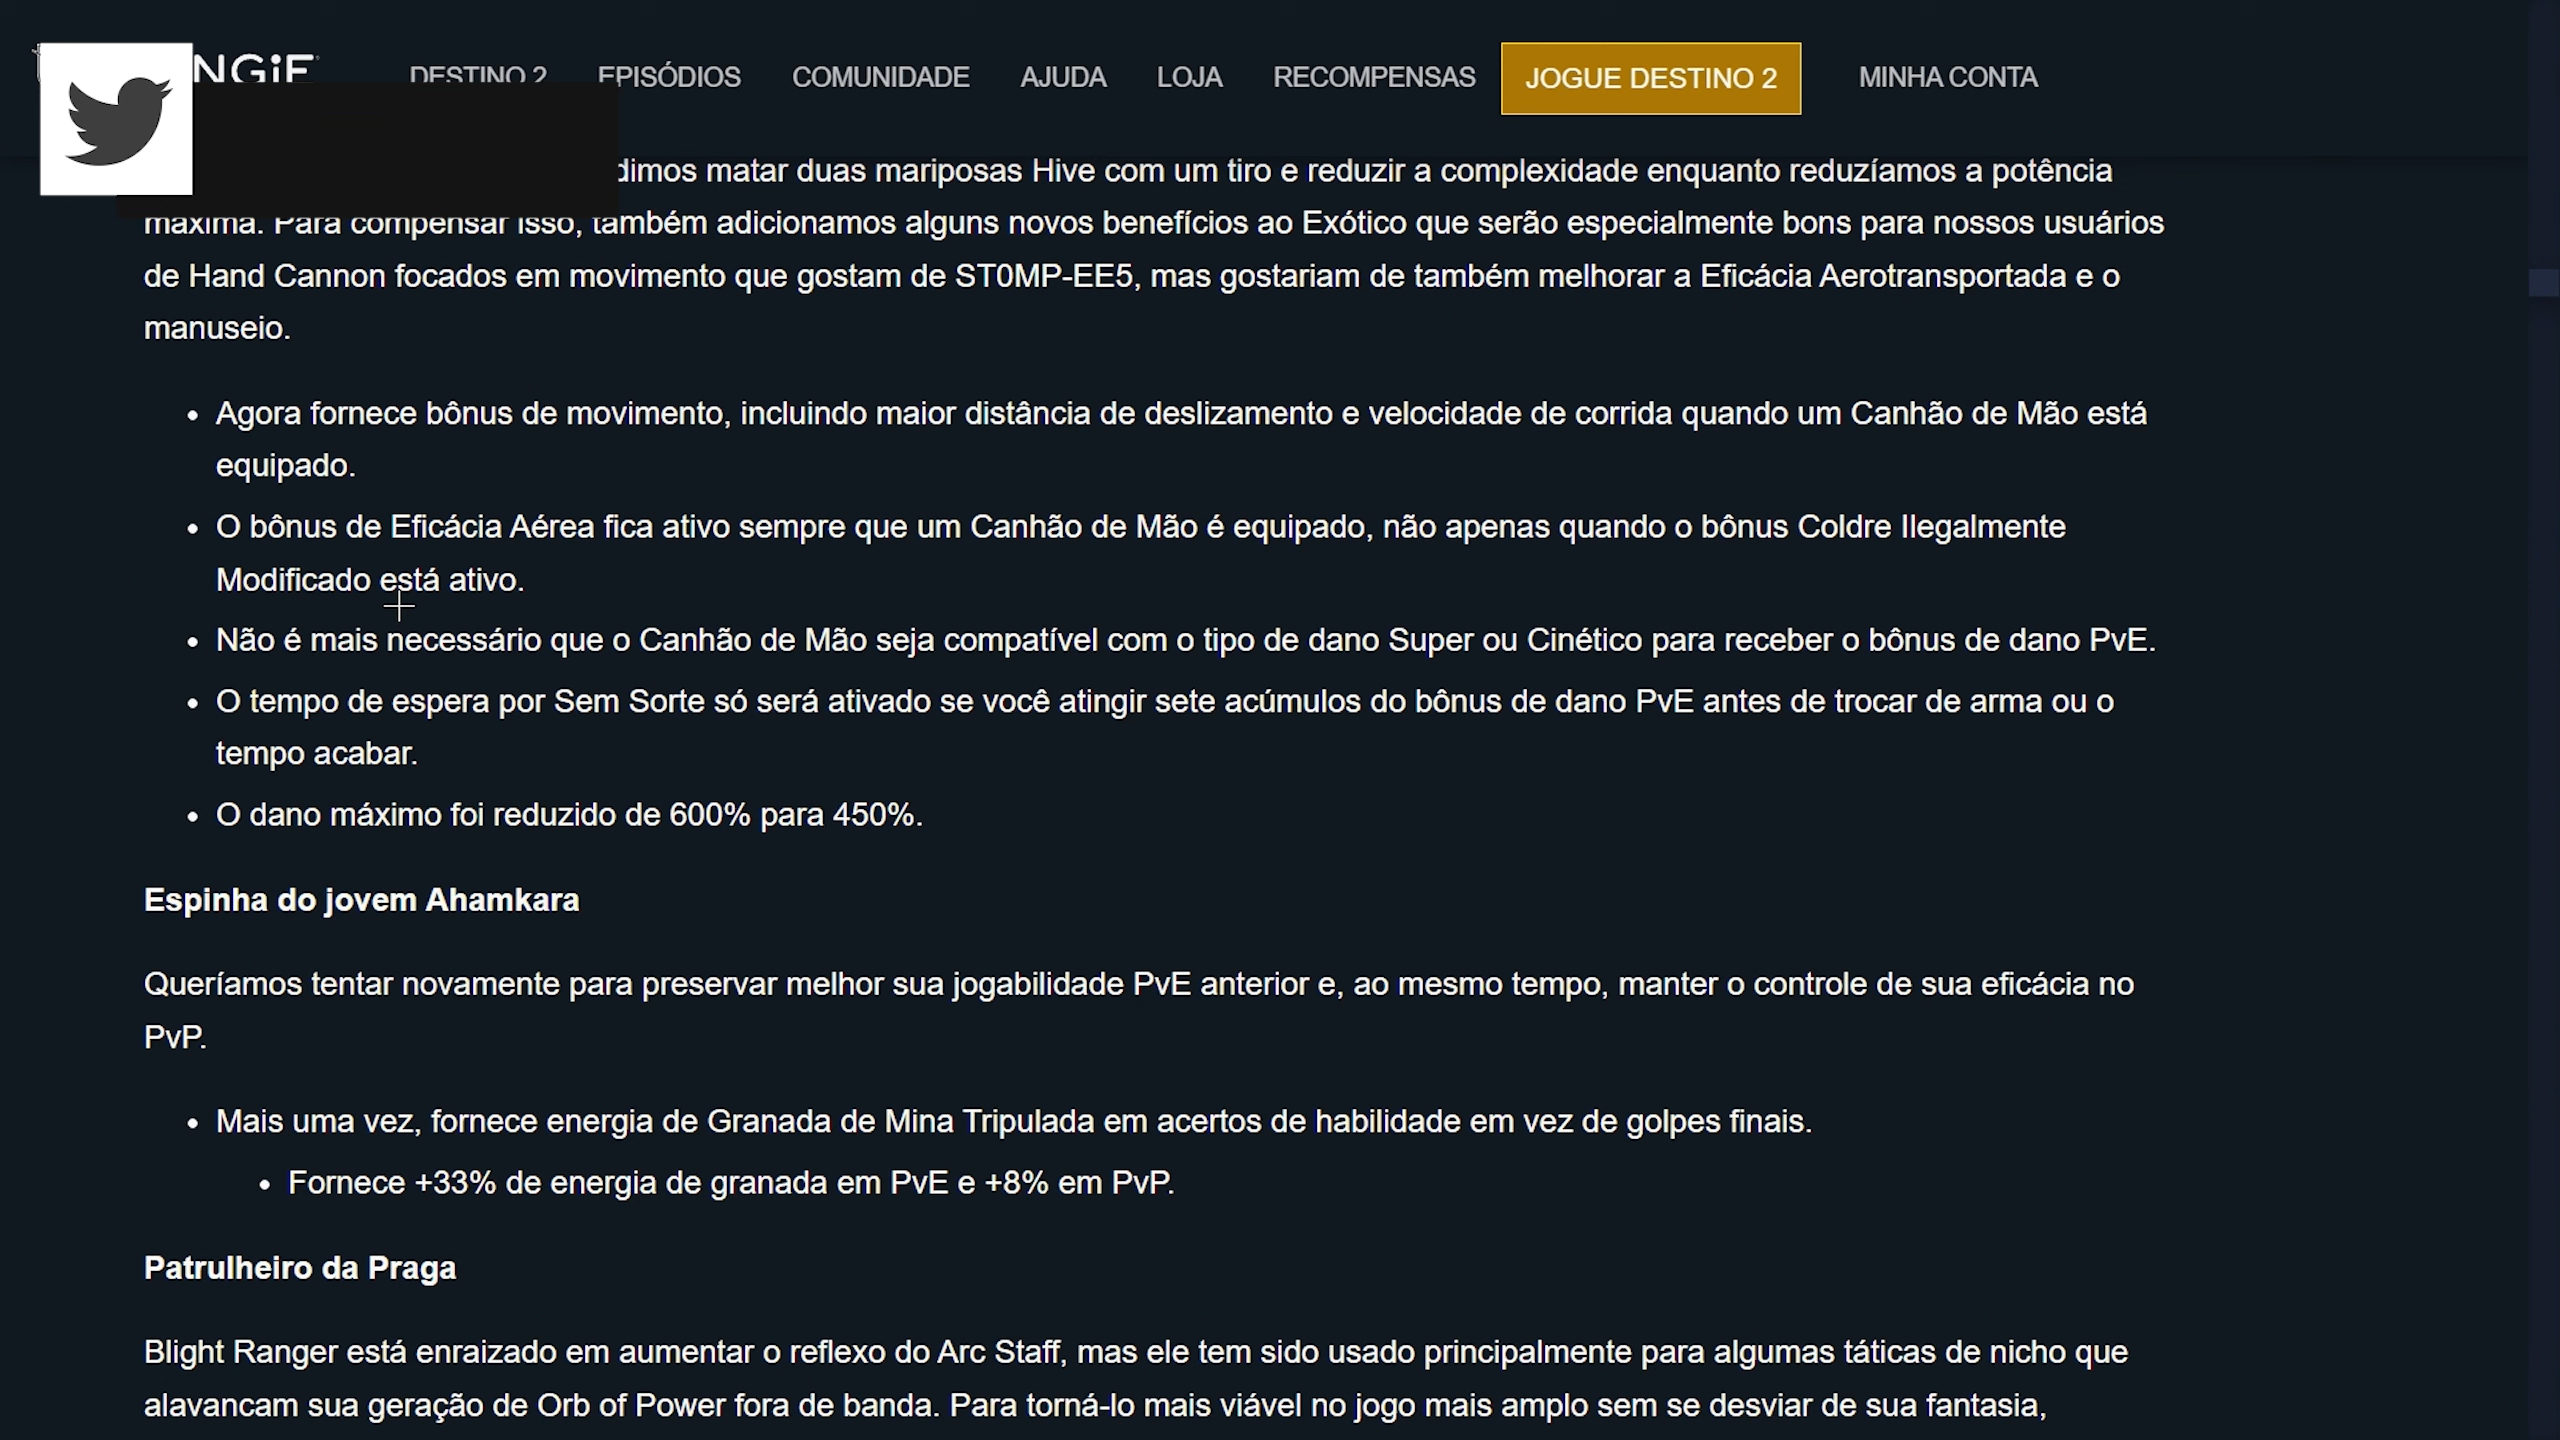 DESTINO 2 EPISÓDIOS COMUNIDADE AJUDA LOJA RECOMPENSAS JOGUE DESTINO 2 MINHA CONTA
matar duas mariposas Hive com um tiro e reduzir a complexidade enquanto reduzíamos a potência
máxima. Para compensar isso, também adicionamos alguns novos benefícios ao Exótico que serão especialmente bons para nossos usuários
de Hand Cannon focados em movimento que gostam de ST0MP-EE5, mas gostariam de também melhorar a Eficácia Aerotransportada e o
manuseio.
• Agora fornece bônus de movimento, incluindo maior distância de deslizamento e velocidade de corrida quando um Canhão de Mão está
equipado.
• O bônus de Eficácia Aérea fica ativo sempre que um Canhão de Mão é equipado, não apenas quando o bônus Coldre Ilegalmente
Modificado está ativo.
• Não é mais necessário que o Canhão de Mão seja compatível com o tipo de dano Super ou Cinético para receber o bônus de dano PvE.
• O tempo de espera por Sem Sorte só será ativado se você atingir sete acúmulos do bônus de dano PvE antes de trocar de arma ou o
tempo acabar.
• O dano máximo foi reduzido de 600% para 450%.
Espinha do jovem Ahamkara
Queríamos tentar novamente para preservar melhor sua jogabilidade PvE anterior e, ao mesmo tempo, manter o controle de sua eficácia no
PvP.
• Mais uma vez, fornece energia de Granada de Mina Tripulada em acertos de habilidade em vez de golpes finais.
• Fornece +33% de energia de granada em PvE e +8% em PvP.
Patrulheiro da Praga
Blight Ranger está enraizado em aumentar o reflexo do Arc Staff, mas ele tem sido usado principalmente para algumas táticas de nicho que
alavancam sua geração de Orb of Power fora de banda. Para torná-lo mais viável no jogo mais amplo sem se desviar de sua fantasia,